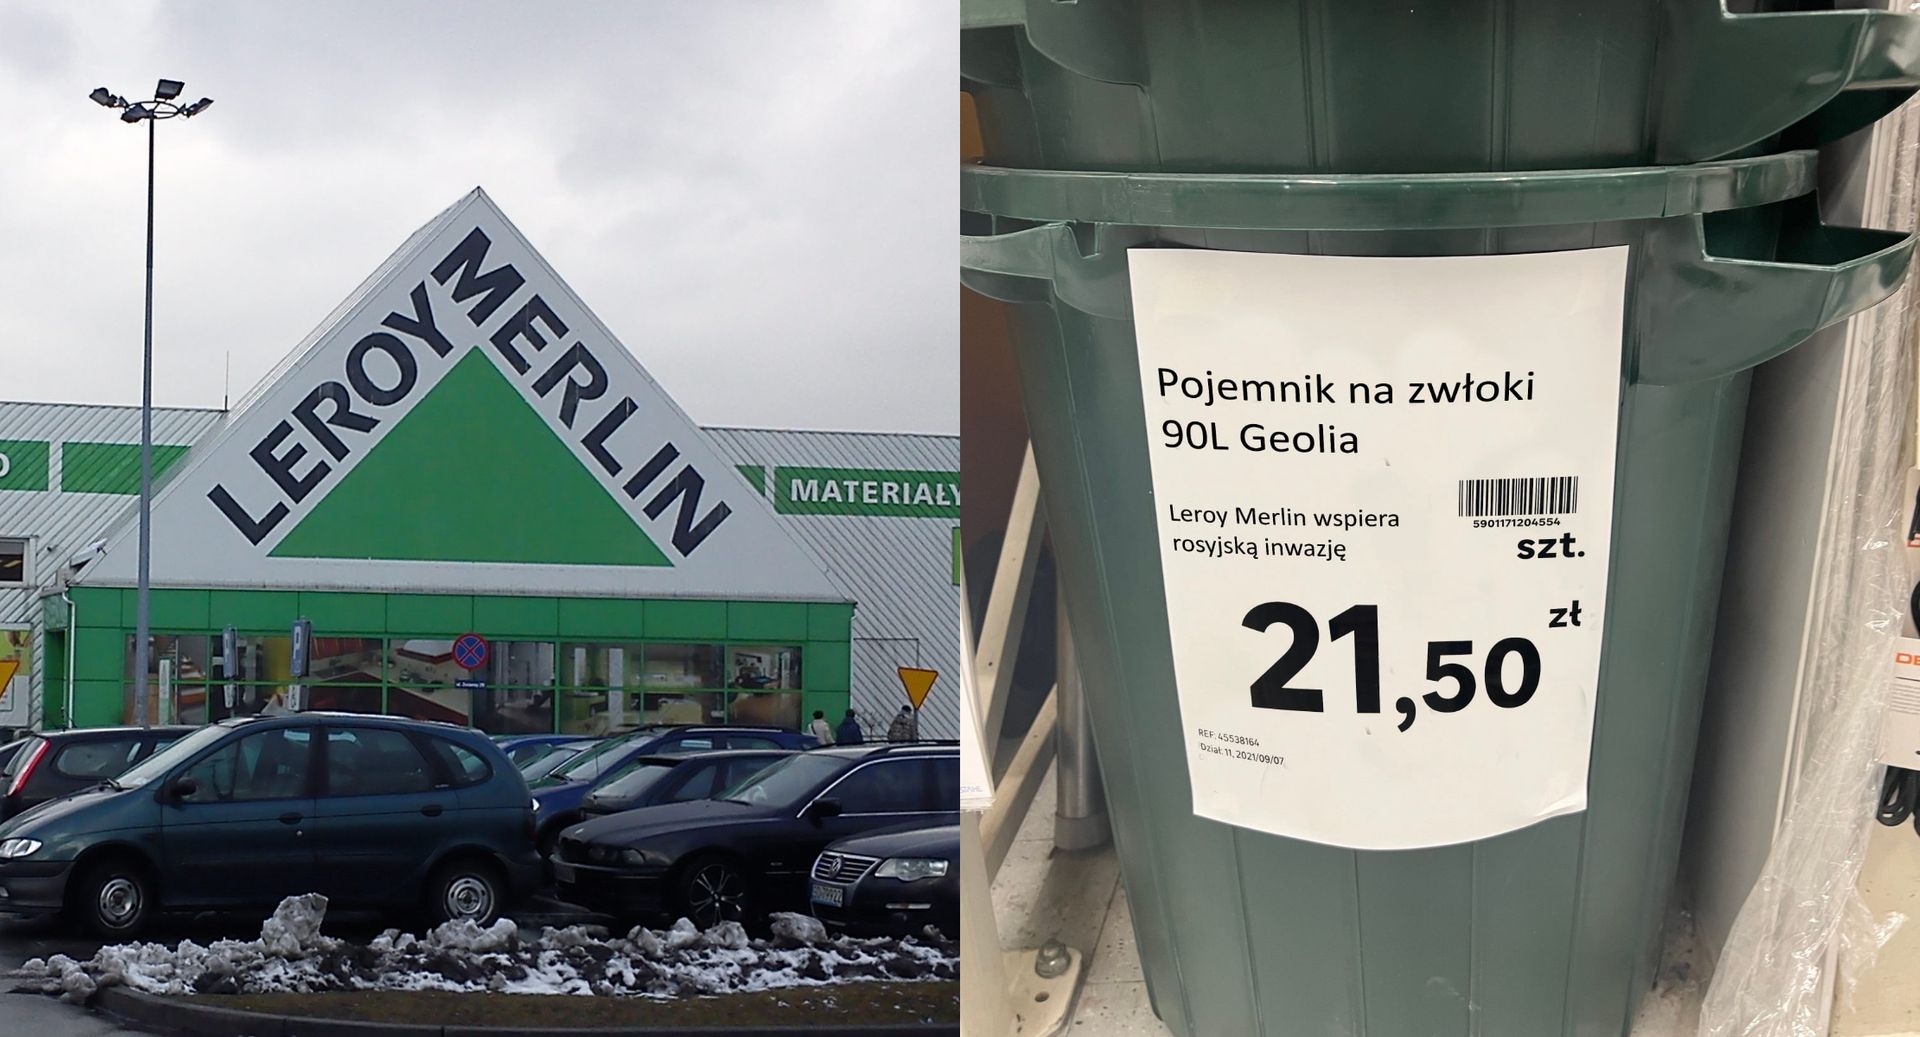 LEROY MERLIN
MATERIAŁY
Pojemnik na zwłoki
90L Geolia
Leroy Merlin wspiera
rosyjską inwazję
5901171204554
szt.
21,50 zł
REF: 45538164
Dział: 11, 2021/09/07